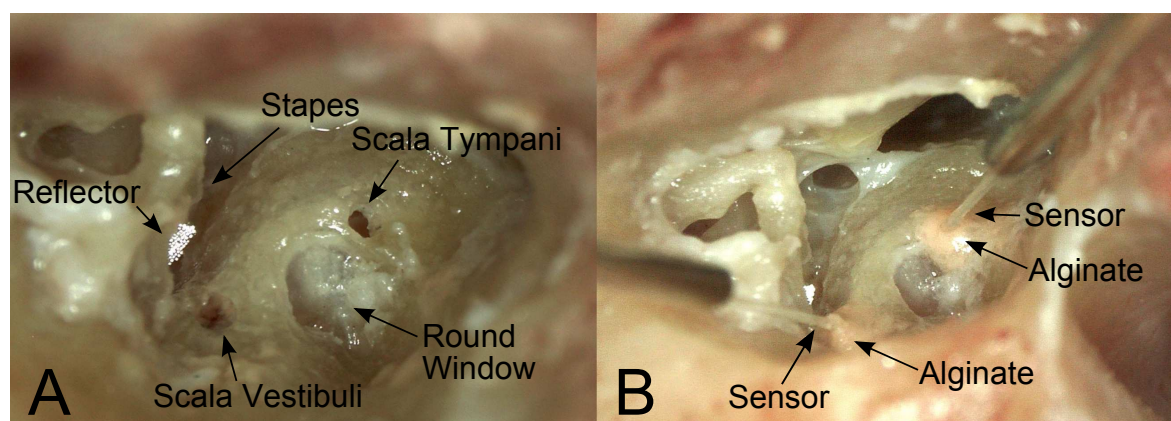 Stapes
Scala Tympani
Reflector
Round
Window
Scala Vestibuli
A
Sensor
Alginate
Alginate
Sensor
B